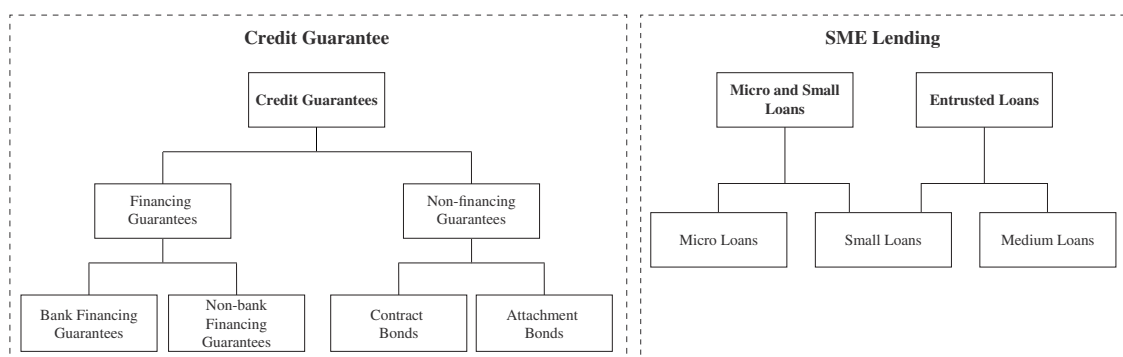 Credit Guarantee
Credit Guarantees
Financing
Guarantees
Non-financing
Guarantees
Bank Financing
Guarantees
Non-bank
Financing
Guarantees
Contract
Bonds
Attachment
Bonds
SME Lending
Micro and Small
Loans
Entrusted Loans
Micro Loans
Small Loans
Medium Loans